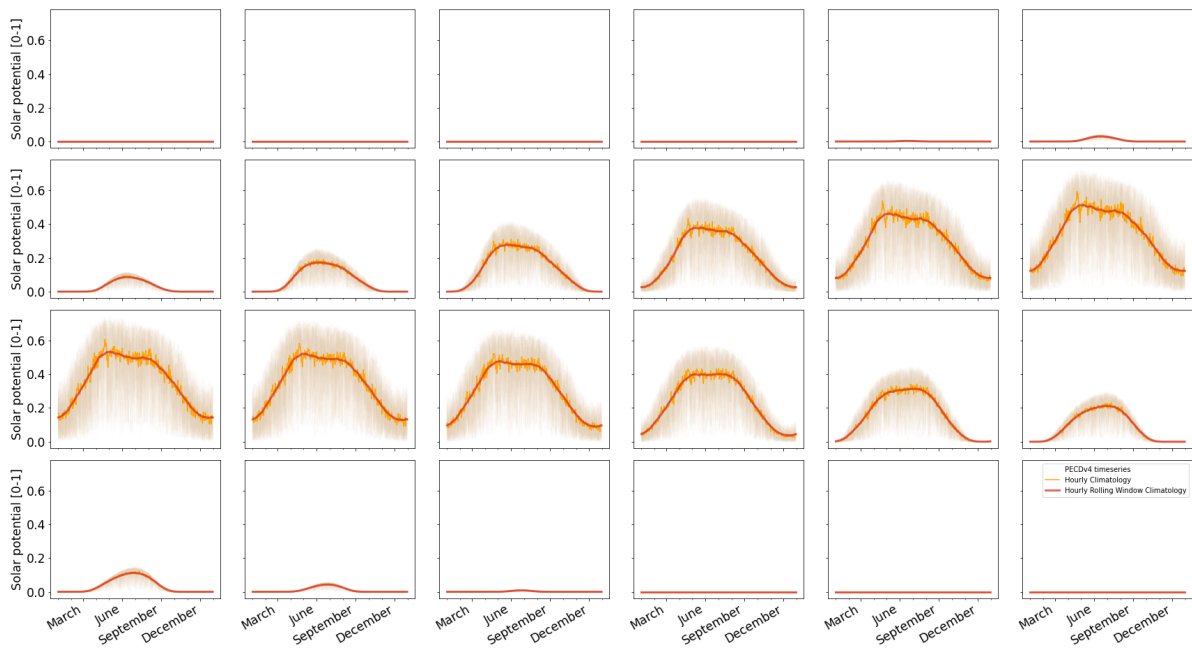 Solar potential [0-1]
0.6
0.4
0.2
0.0
Solar potential [0-1]
0.6
0.4
0.2
0.0
Solar potential [0-1]
0.6
0.4
0.2
0.0
Solar potential [0-1]
0.6
0.4
0.2
0.0
PECDv4 timeseries
Hourly Climatology
Hourly Rolling Window Climatology
March June September December
March June September December
March June September December
March June September December
March June September December
March June September December